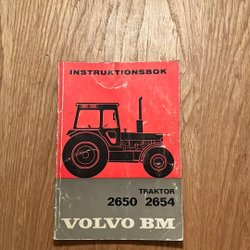 INSTRUKTIONSBOK
TRAKTOR
2650 2654
VOLVO BM